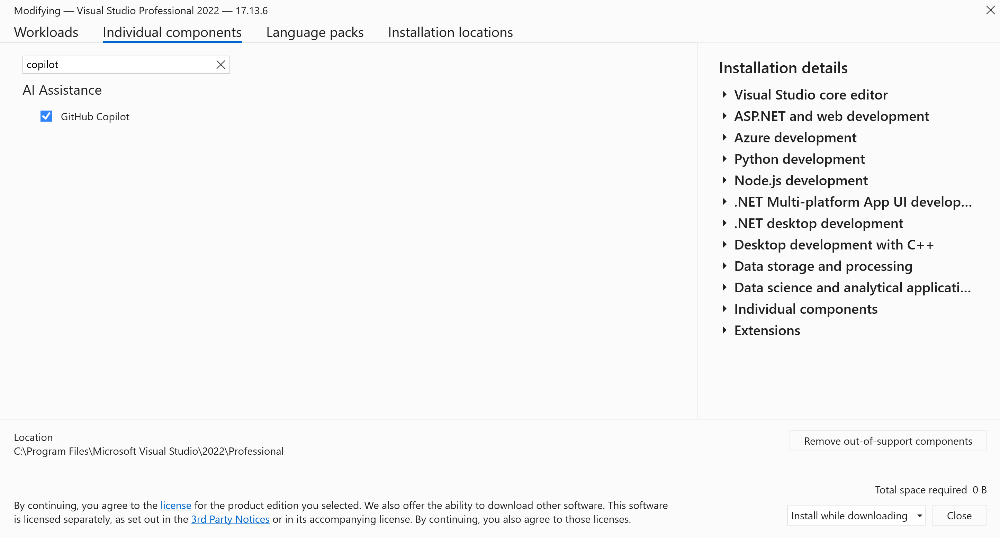 Modifying — Visual Studio Professional 2022 — 17.13.6
Workloads Individual components Language packs Installation locations
copilot
AI Assistance
GitHub Copilot
Installation details
Visual Studio core editor
ASP.NET and web development
Azure development
Python development
Node.js development
.NET Multi-platform App UI develop...
.NET desktop development
Desktop development with C++
Data storage and processing
Data science and analytical applicati...
Individual components
Extensions
Location
C:\Program Files\Microsoft Visual Studio\2022\Professional
Remove out-of-support components
Total space required 0 B
By continuing, you agree to the license for the product edition you selected. We also offer the ability to download other software. This software
is licensed separately, as set out in the 3rd Party Notices or in its accompanying license. By continuing, you also agree to those licenses.
Install while downloading
Close